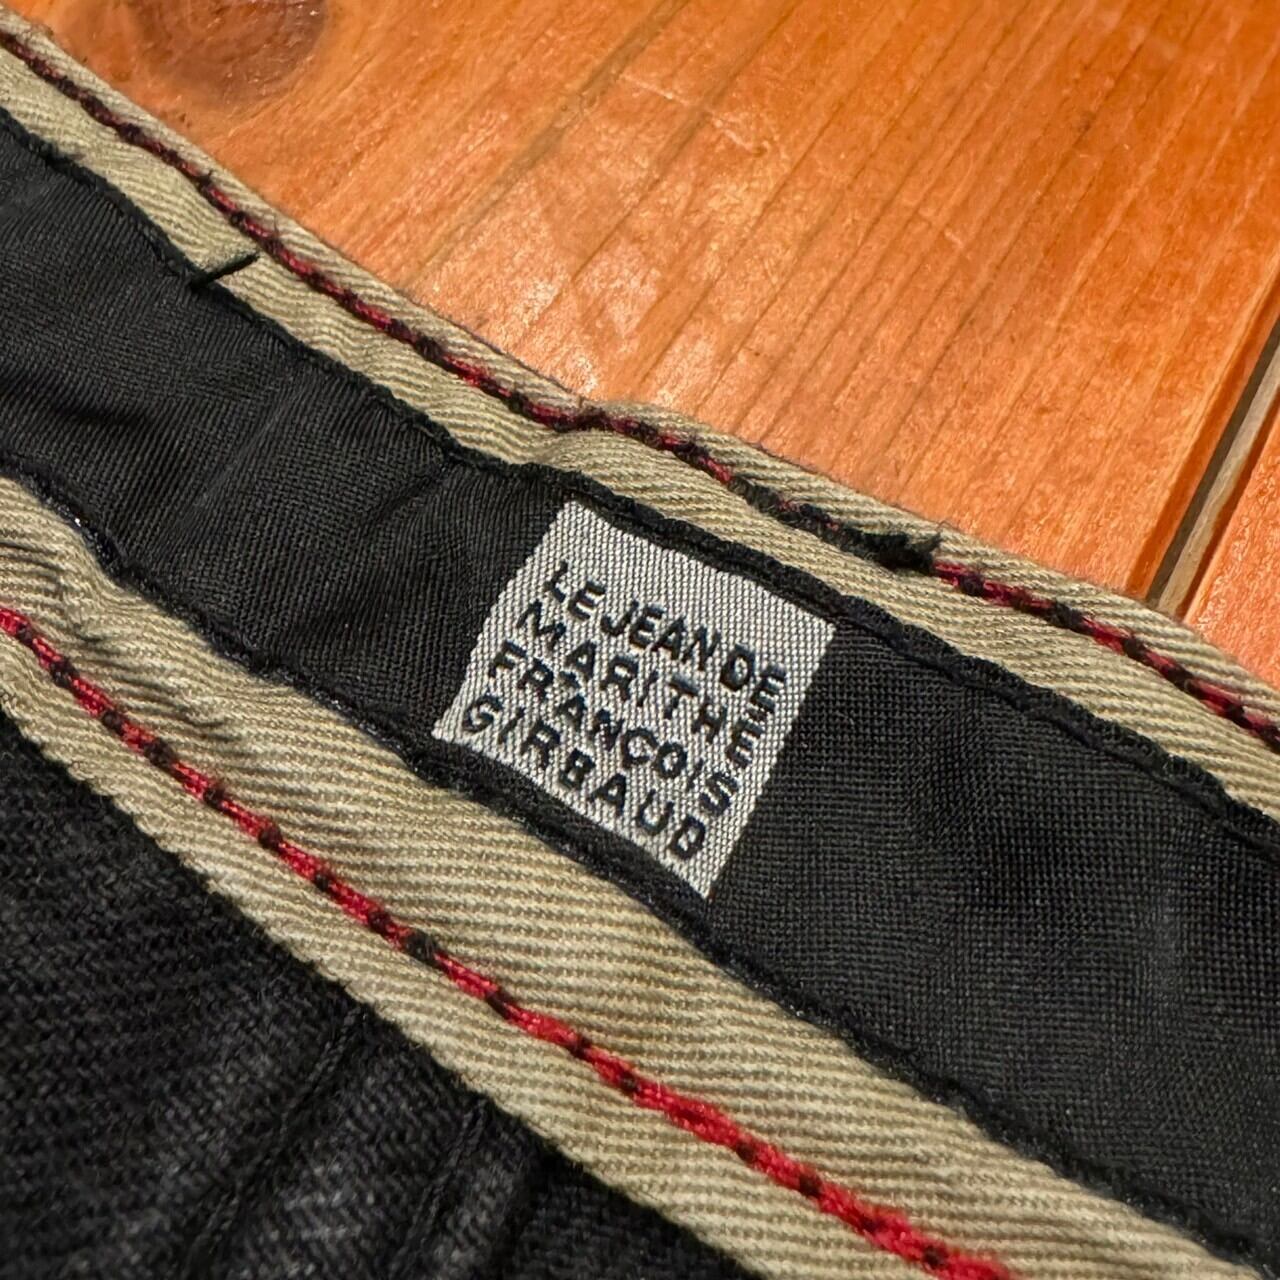 LE JEAN DE
MARITHE
FRANÇOIS
GIRBAUD